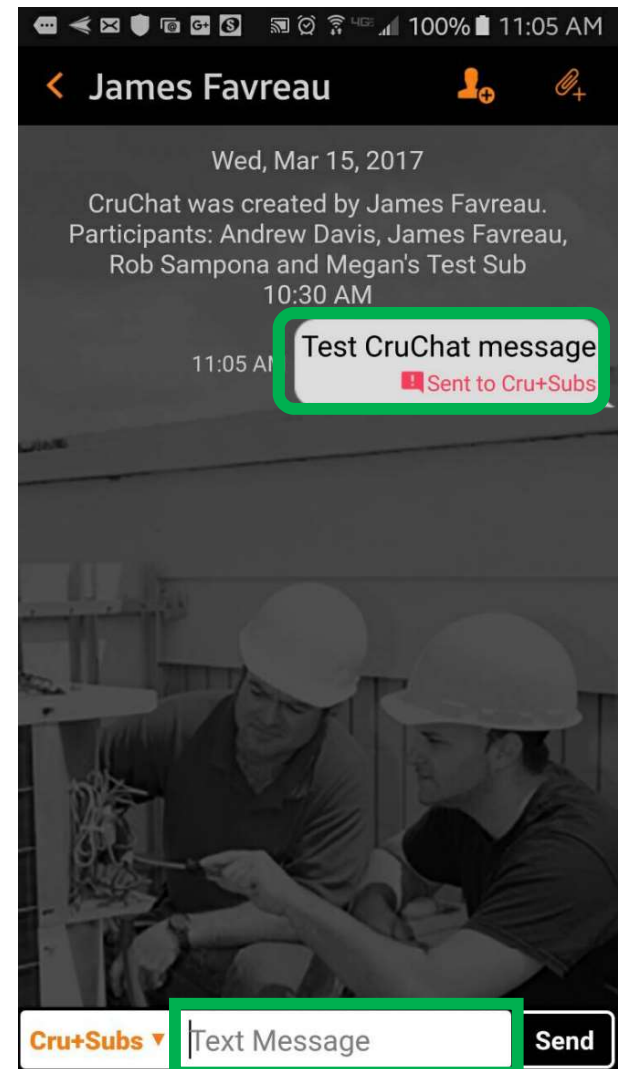 100% 11:05 AM
James Favreau
Wed, Mar 15, 2017
CruChat was created by James Favreau.
Participants: Andrew Davis, James Favreau,
Rob Sampona and Megan's Test Sub
10:30 AM
Test CruChat message
11:05 A
Sent to Cru+Subs
Cru+Subs ▼ Text Message Send